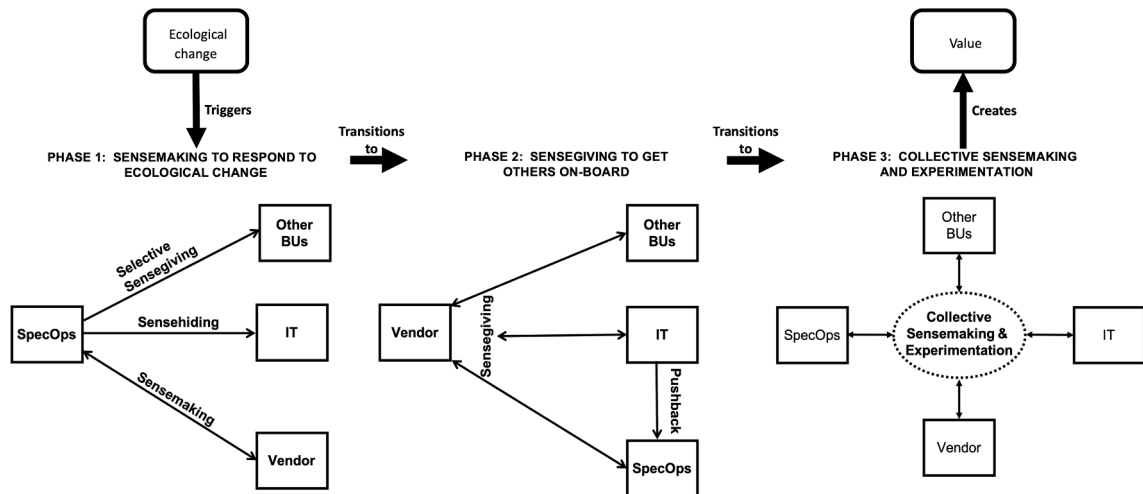 Ecological
change
Value
Triggers
Creates
Transitions
to
Transitions
to
PHASE 1: SENSEMAKING TO RESPOND TO
ECOLOGICAL CHANGE
PHASE 2: SENSEGIVING TO GET
OTHERS ON-BOARD
PHASE 3: COLLECTIVE SENSEMAKING
AND EXPERIMENTATION
SpecOps
Selective
Sensegiving
Other
BUs
Sensehiding
IT
Sensemaking
Vendor
Vendor
Sensegiving
Other
BUs
IT
Pushback
SpecOps
Other
BUs
SpecOps
Collective
Sensemaking &
Experimentation
IT
Vendor